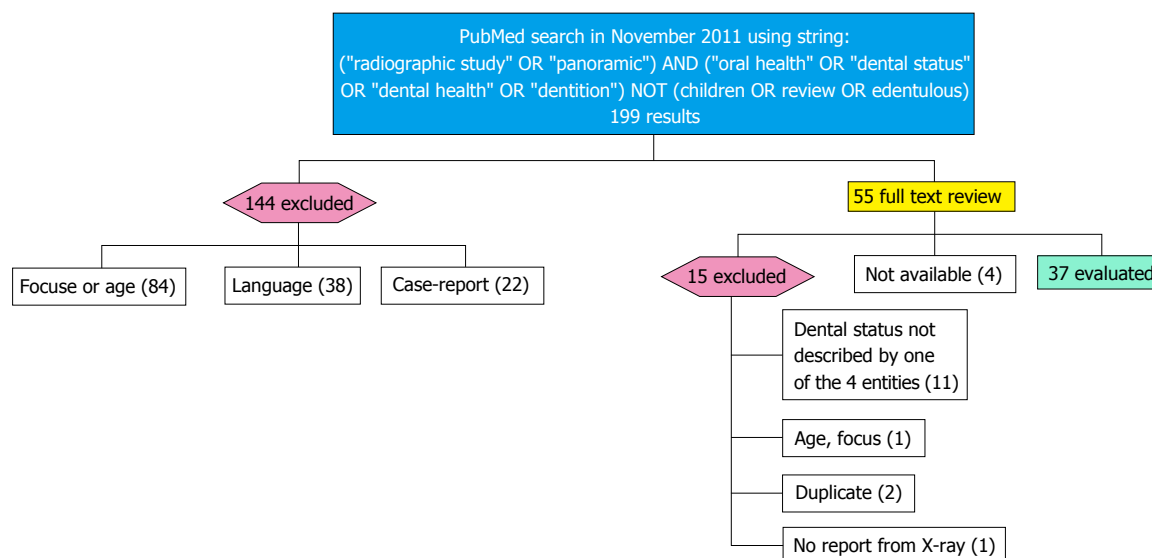 PubMed search in November 2011 using string:
("radiographic study" OR "panoramic") AND ("oral health" OR "dental status"
OR "dental health" OR "dentition") NOT (children OR review OR edentulous)
199 results
144 excluded
55 full text review
Focuse or age (84)
Language (38)
Case-report (22)
15 excluded
Not available (4)
37 evaluated
Dental status not
described by one
of the 4 entities (11)
Age, focus (1)
Duplicate (2)
No report from X-ray (1)